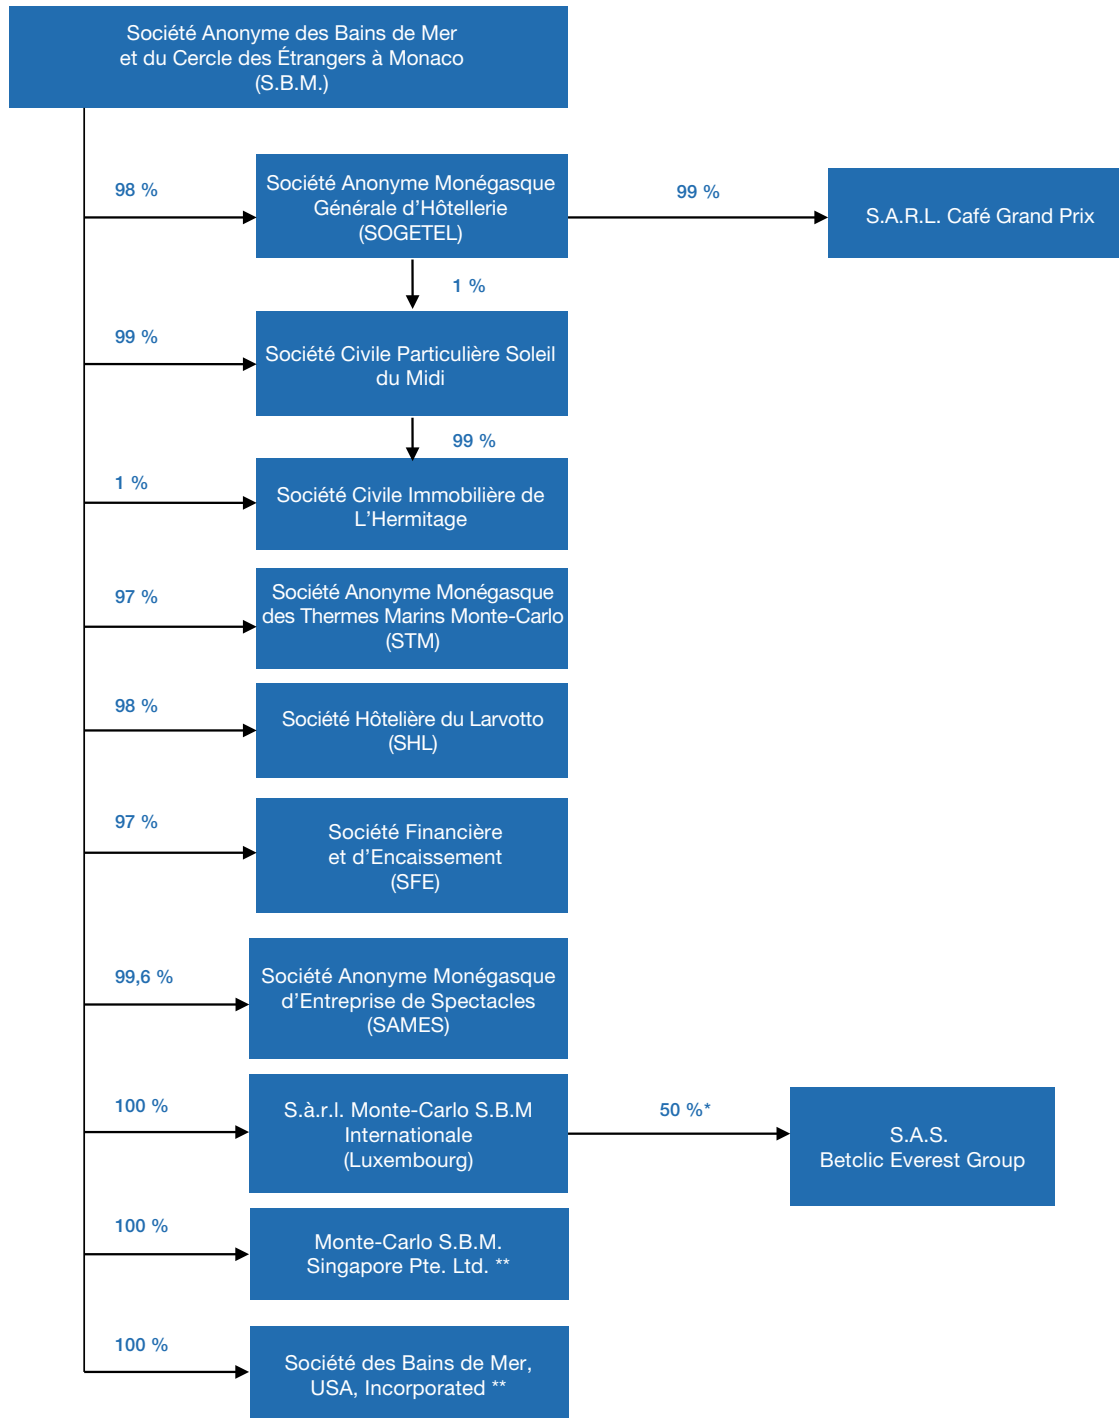 Société Anonyme des Bains de Mer
et du Cercle des Étrangers à Monaco
(S.B.M.)
98 %
Société Anonyme Monégasque
Générale d’Hôtellerie
(SOGETEL)
99 %
S.A.R.L. Café Grand Prix
1 %
99 %
Société Civile Particulière Soleil
du Midi
99 %
1 %
Société Civile Immobilière de
L’Hermitage
97 %
Société Anonyme Monégasque
des Thermes Marins Monte-Carlo
(STM)
98 %
Société Hôtelière du Larvotto
(SHL)
97 %
Société Financière
et d’Encaissement
(SFE)
99,6 %
Société Anonyme Monégasque
d’Entreprise de Spectacles
(SAMES)
100 %
S.à.r.l. Monte-Carlo S.B.M
Internationale
(Luxembourg)
50 %*
S.A.S.
Betclic Everest Group
100 %
Monte-Carlo S.B.M.
Singapore Pte. Ltd. **
100 %
Société des Bains de Mer,
USA, Incorporated **